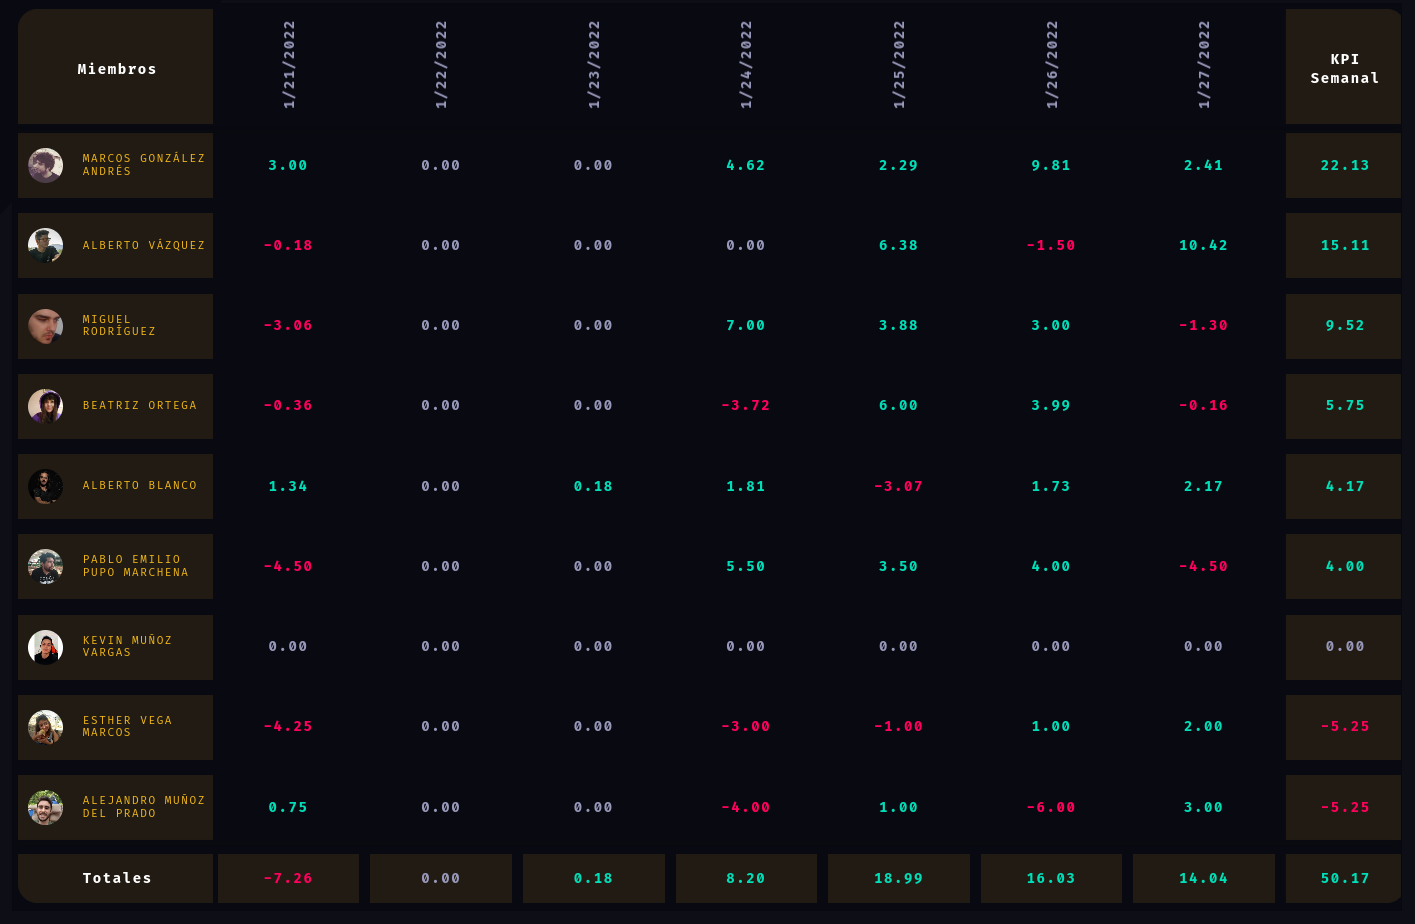 Miembros 1/21/2022 1/22/2022 1/23/2022 1/24/2022 1/25/2022 1/26/2022 1/27/2022 KPI
Semanal
MARCOS GONZÁLEZ
ANDRÉS
3.00 0.00 0.00 4.62 2.29 9.81 2.41 22.13
ALBERTO VÁZQUEZ -0.18 0.00 0.00 0.00 6.38 -1.50 10.42 15.11
MIGUEL
RODRÍGUEZ
-3.06 0.00 0.00 7.00 3.88 3.00 -1.30 9.52
BEATRIZ ORTEGA -0.36 0.00 0.00 -3.72 6.00 3.99 -0.16 5.75
ALBERTO BLANCO 1.34 0.00 0.18 1.81 -3.07 1.73 2.17 4.17
PABLO EMILIO
PUPO MARCHENA
-4.50 0.00 0.00 5.50 3.50 4.00 -4.50 4.00
KEVIN MUÑOZ
VARGAS
0.00 0.00 0.00 0.00 0.00 0.00 0.00 0.00
ESTHER VEGA
MARCOS
-4.25 0.00 0.00 -3.00 -1.00 1.00 2.00 -5.25
ALEJANDRO MUÑOZ
DEL PRADO
0.75 0.00 0.00 -4.00 1.00 -6.00 3.00 -5.25
Totales -7.26 0.00 0.18 8.20 18.99 16.03 14.04 50.17